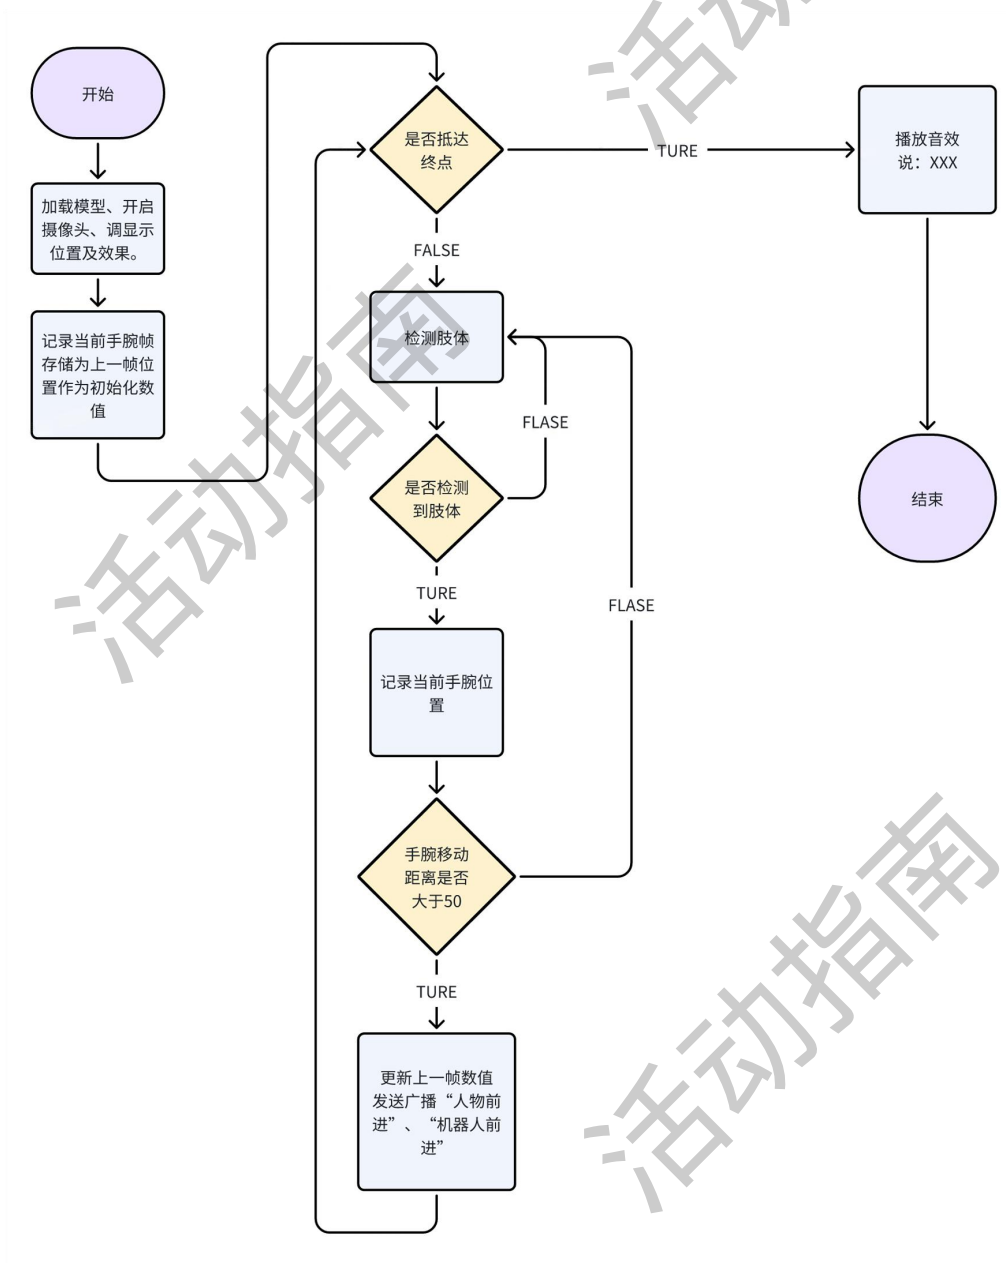 开始
加载模型、开启
摄像头、调显示
位置及效果。
记录当前手腕帧
存储为上一帧位
置作为初始化数
值
是否抵达
终点
TURE
播放音效
说：XXX
FALSE
检测肢体
FLASE
是否检测
到肢体
结束
TURE
FLASE
记录当前手腕位
置
手腕移动
距离是否
大于50
TURE
更新上一帧数值
发送广播“人物前
进”、“机器人前
进”
活动指南
活动指南
活动